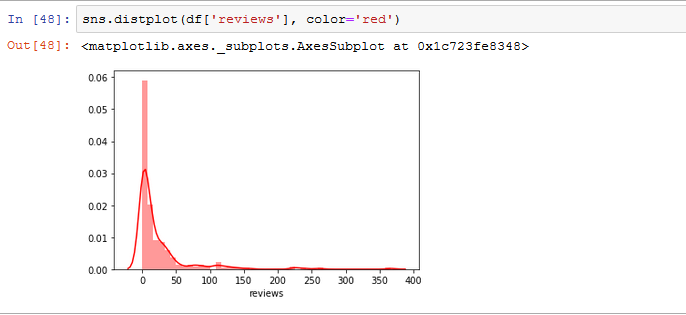 In [48]: sns.distplot(df['reviews'], color='red')
Out[48]: <matplotlib.axes._subplots.AxesSubplot at 0x1c723fe8348>
0.06
0.05
0.04
0.03
0.02
0.01
0.00
0 50 100 150 200 250 300 350 400
reviews